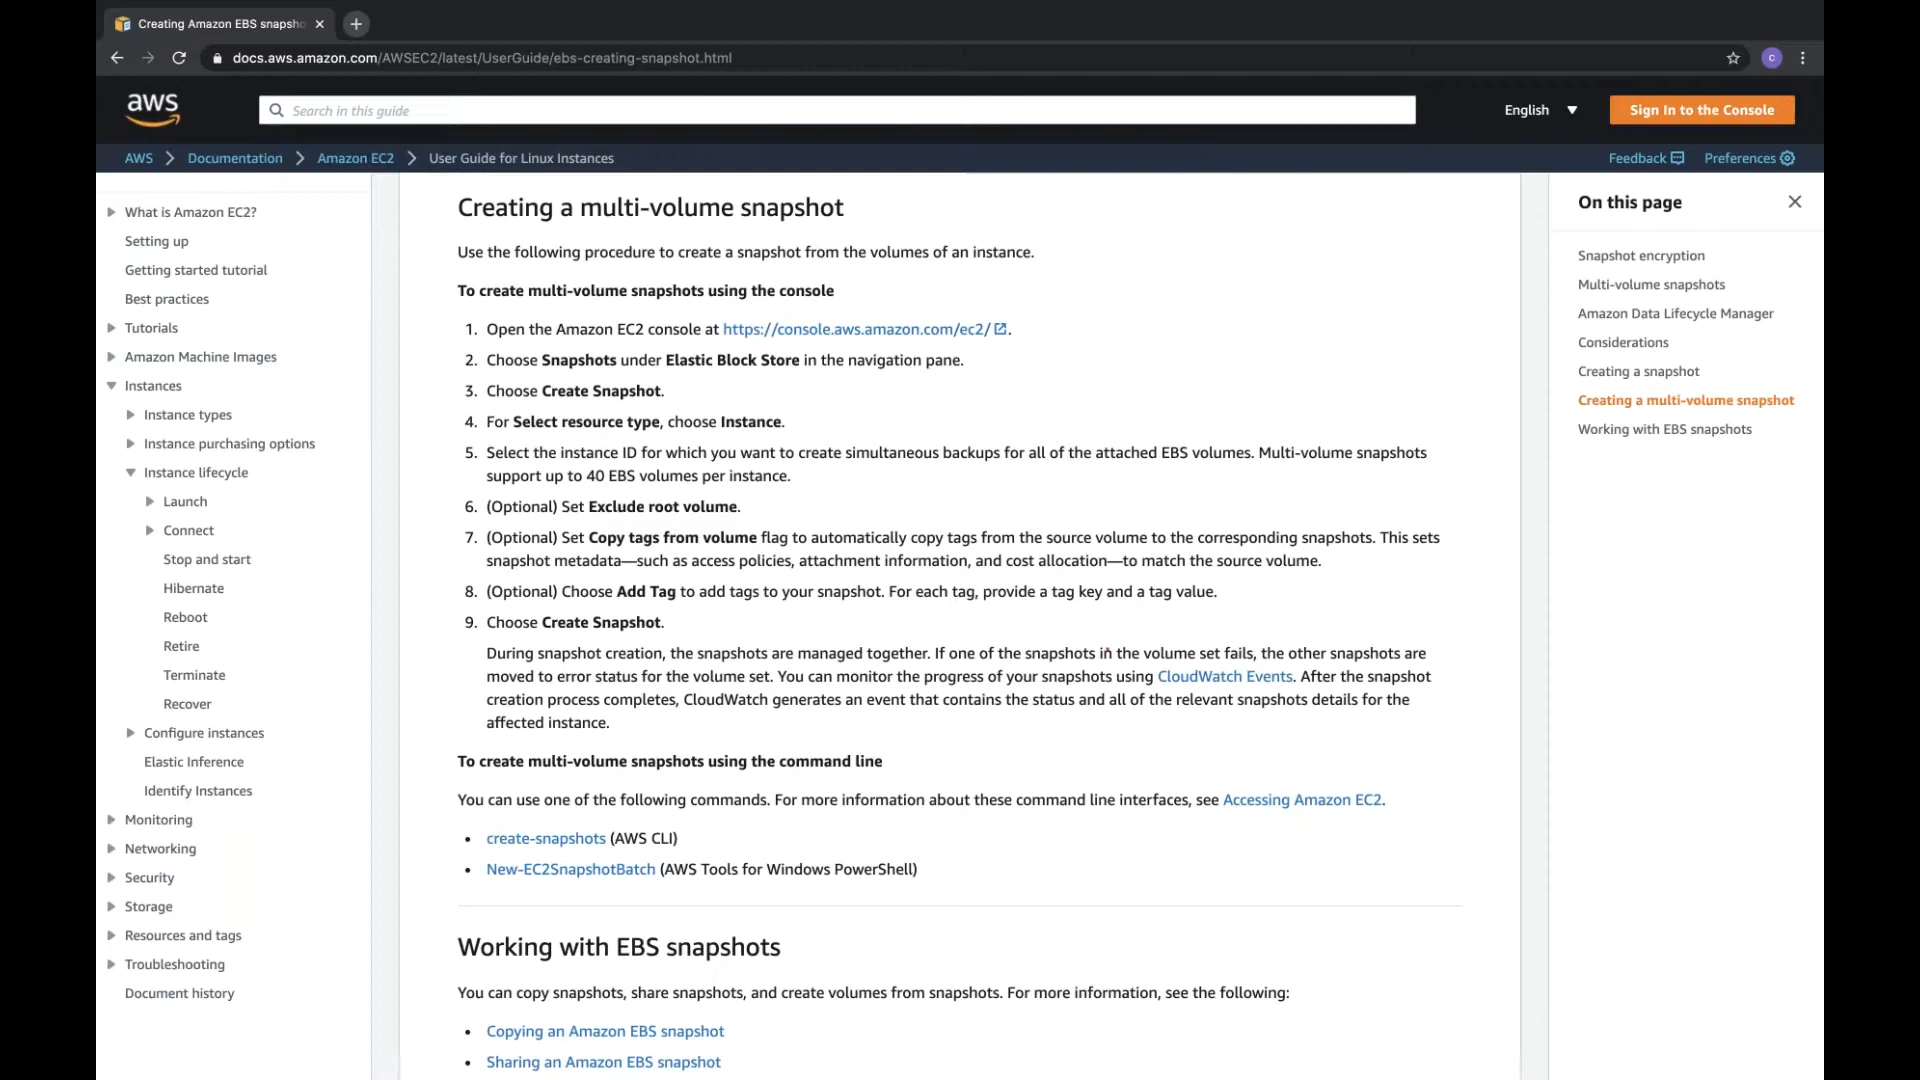 Creating Amazon EBS snapsho
docs.aws.amazon.com/AWSEC2/latest/UserGuide/ebs-creating-snapshot.html
C
aws
Search in this guide
English
Sign In to the Console
AWS
Documentation
Amazon EC2
User Guide for Linux Instances
Feedback
Preferences
What is Amazon EC2?
Setting up
Getting started tutorial
Best practices
Tutorials
Amazon Machine Images
Instances
Instance types
Instance purchasing options
Instance lifecycle
Launch
Connect
Stop and start
Hibernate
Reboot
Retire
Terminate
Recover
Configure instances
Elastic Inference
Identify Instances
Monitoring
Networking
Security
Storage
Resources and tags
Troubleshooting
Document history
Creating a multi-volume snapshot
Use the following procedure to create a snapshot from the volumes of an instance.
To create multi-volume snapshots using the console
1. Open the Amazon EC2 console at https://console.aws.amazon.com/ec2/.
2. Choose Snapshots under Elastic Block Store in the navigation pane.
3. Choose Create Snapshot.
4. For Select resource type, choose Instance.
5. Select the instance ID for which you want to create simultaneous backups for all of the attached EBS volumes. Multi-volume snapshots
support up to 40 EBS volumes per instance.
6. (Optional) Set Exclude root volume.
7. (Optional) Set Copy tags from volume flag to automatically copy tags from the source volume to the corresponding snapshots. This sets
snapshot metadata—such as access policies, attachment information, and cost allocation—to match the source volume.
8. (Optional) Choose Add Tag to add tags to your snapshot. For each tag, provide a tag key and a tag value.
9. Choose Create Snapshot.
During snapshot creation, the snapshots are managed together. If one of the snapshots in the volume set fails, the other snapshots are
moved to error status for the volume set. You can monitor the progress of your snapshots using CloudWatch Events. After the snapshot
creation process completes, CloudWatch generates an event that contains the status and all of the relevant snapshots details for the
affected instance.
To create multi-volume snapshots using the command line
You can use one of the following commands. For more information about these command line interfaces, see Accessing Amazon EC2.
• create-snapshots (AWS CLI)
• New-EC2SnapshotBatch (AWS Tools for Windows PowerShell)
Working with EBS snapshots
You can copy snapshots, share snapshots, and create volumes from snapshots. For more information, see the following:
• Copying an Amazon EBS snapshot
• Sharing an Amazon EBS snapshot
On this page
Snapshot encryption
Multi-volume snapshots
Amazon Data Lifecycle Manager
Considerations
Creating a snapshot
Creating a multi-volume snapshot
Working with EBS snapshots